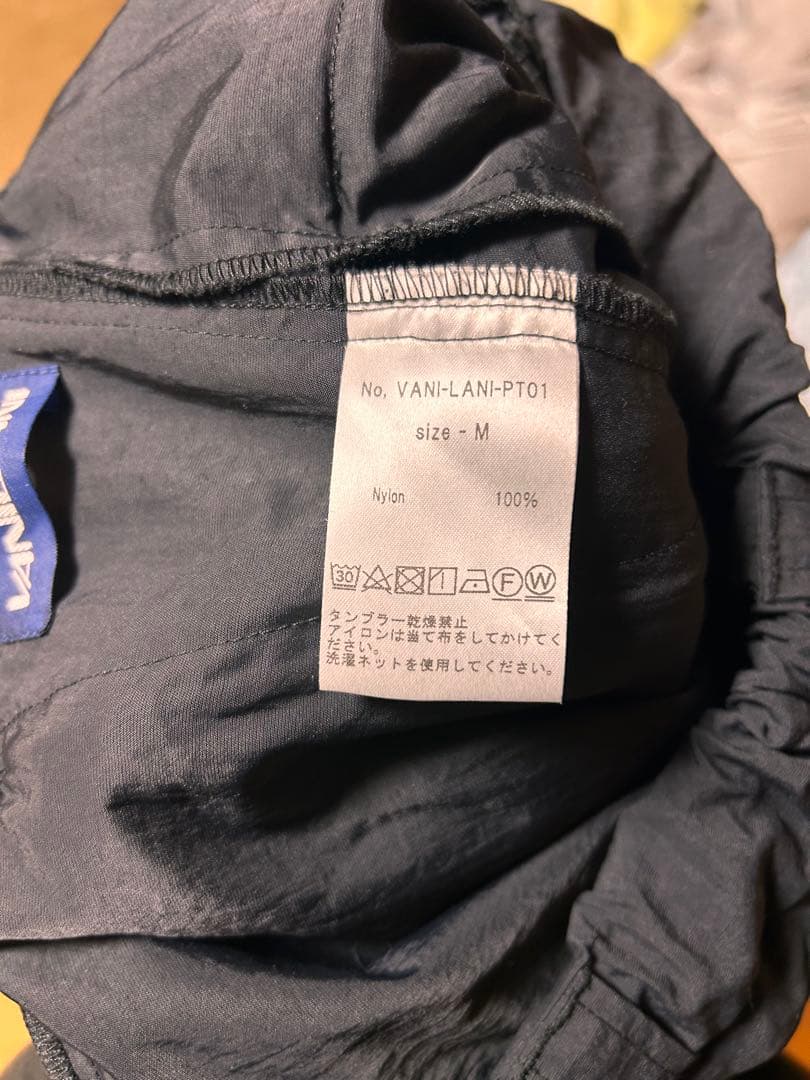 No, VANI-LANI-PT01
size - M
Nylon 100%
30 F W
タンブラー乾燥禁止
アイロンは当て布をしてかけてく
ださい。
洗濯ネットを使用してください。